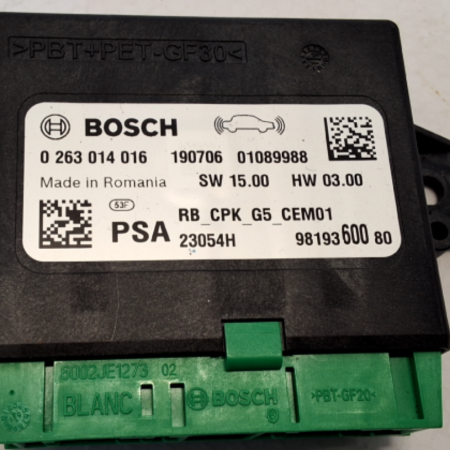 >PBT+PET-GF30<
BOSCH
0 263 014 016 190706 01089988
Made in Romania SW 15.00 HW 03.00
53F RB_CPK_G5_CEM01
PSA 23054H 98193600 80
6002JE1273 02
BLANC BOSCH >PBT-GF20<